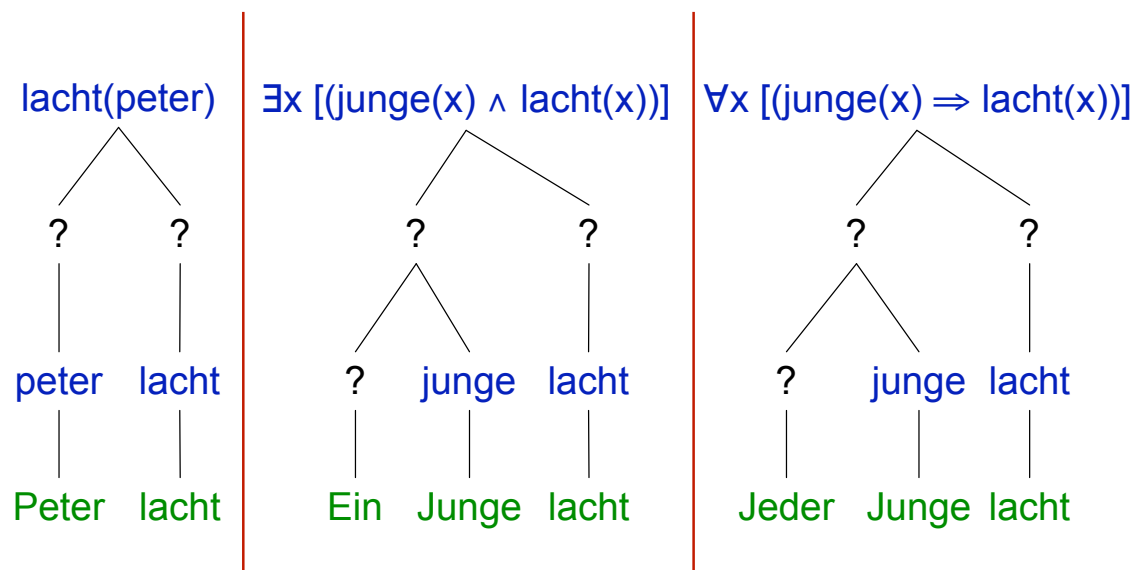 lacht(peter)
? ?
peter lacht
Peter lacht
∃x [(junge(x) ∧ lacht(x))]
? ?
? junge lacht
Ein Junge lacht
∀x [(junge(x) ⇒ lacht(x))]
? ?
? junge lacht
Jeder Junge lacht